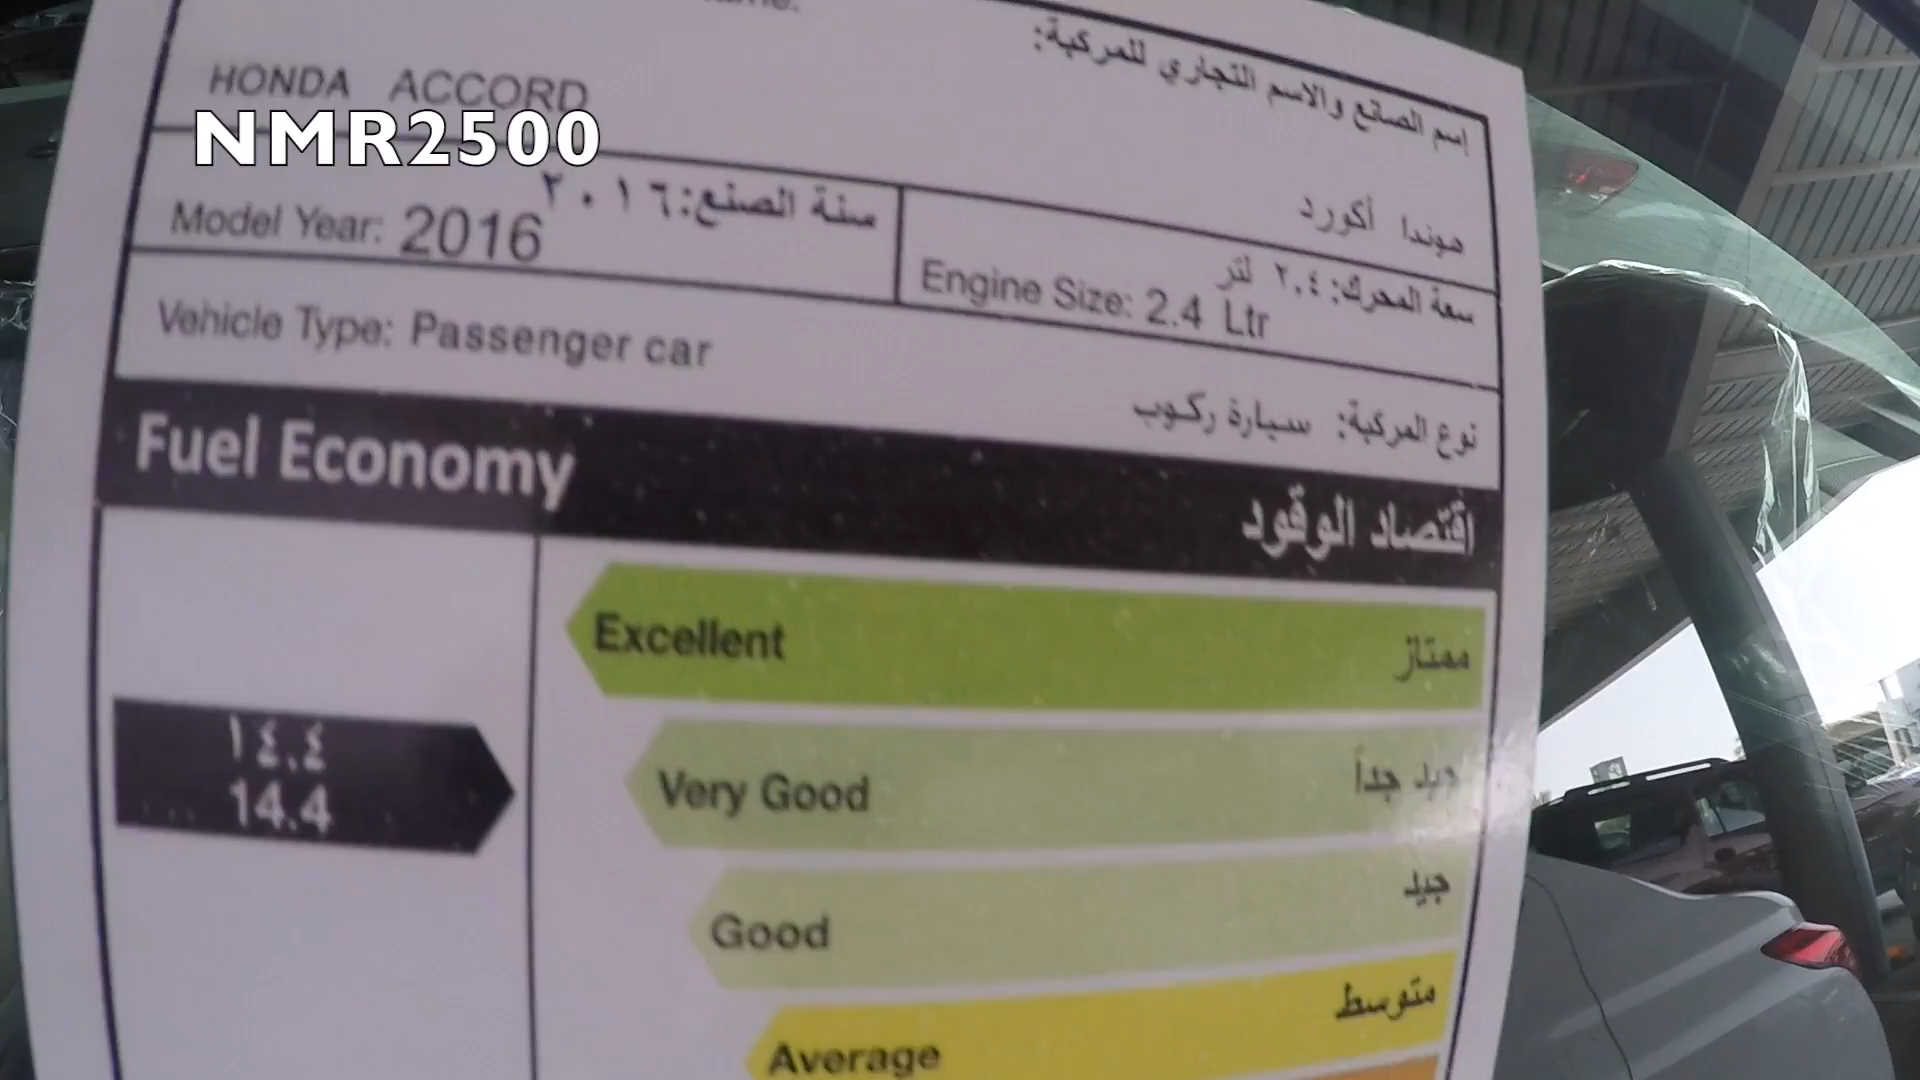 إسم الصانع والاسم التجاري للمركبة:
HONDA ACCORD
NMR2500
هوندا أكورد
سنة الصنع: ٢٠١٦
Model Year: 2016
سعة المحرك: ٢.٤ لتر
Engine Size: 2.4 Ltr
Vehicle Type: Passenger car
نوع المركبة: سيارة ركوب
Fuel Economy
اقتصاد الوقود
Excellent ممتاز
١٤.٤
14.4
Very Good جيد جداً
Good جيد
Average متوسط